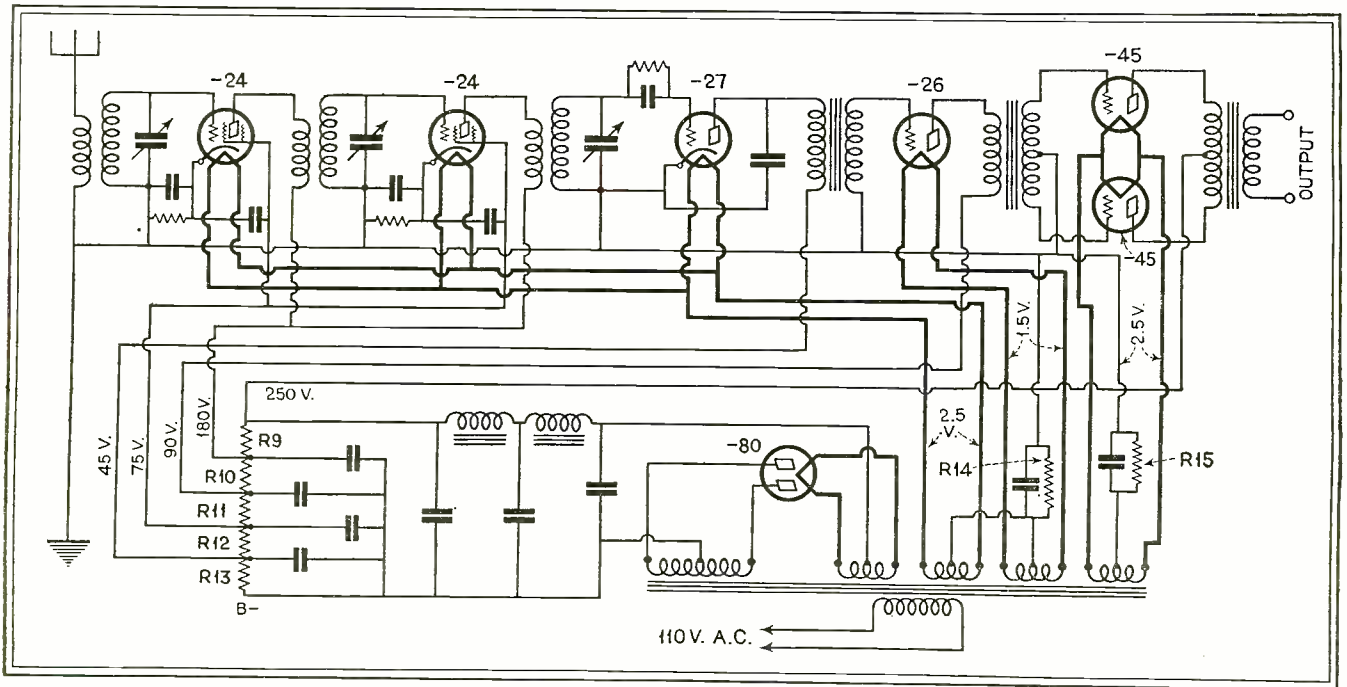 -24
-24
-27
-26
-45
-45
OUTPUT
1.5 V.
2.5 V.
250 V.
45 V.
75 V.
90 V.
180 V.
R9
R10
R11
R12
R13
B-
-80
2.5
V.
R14
R15
110 V. A.C.